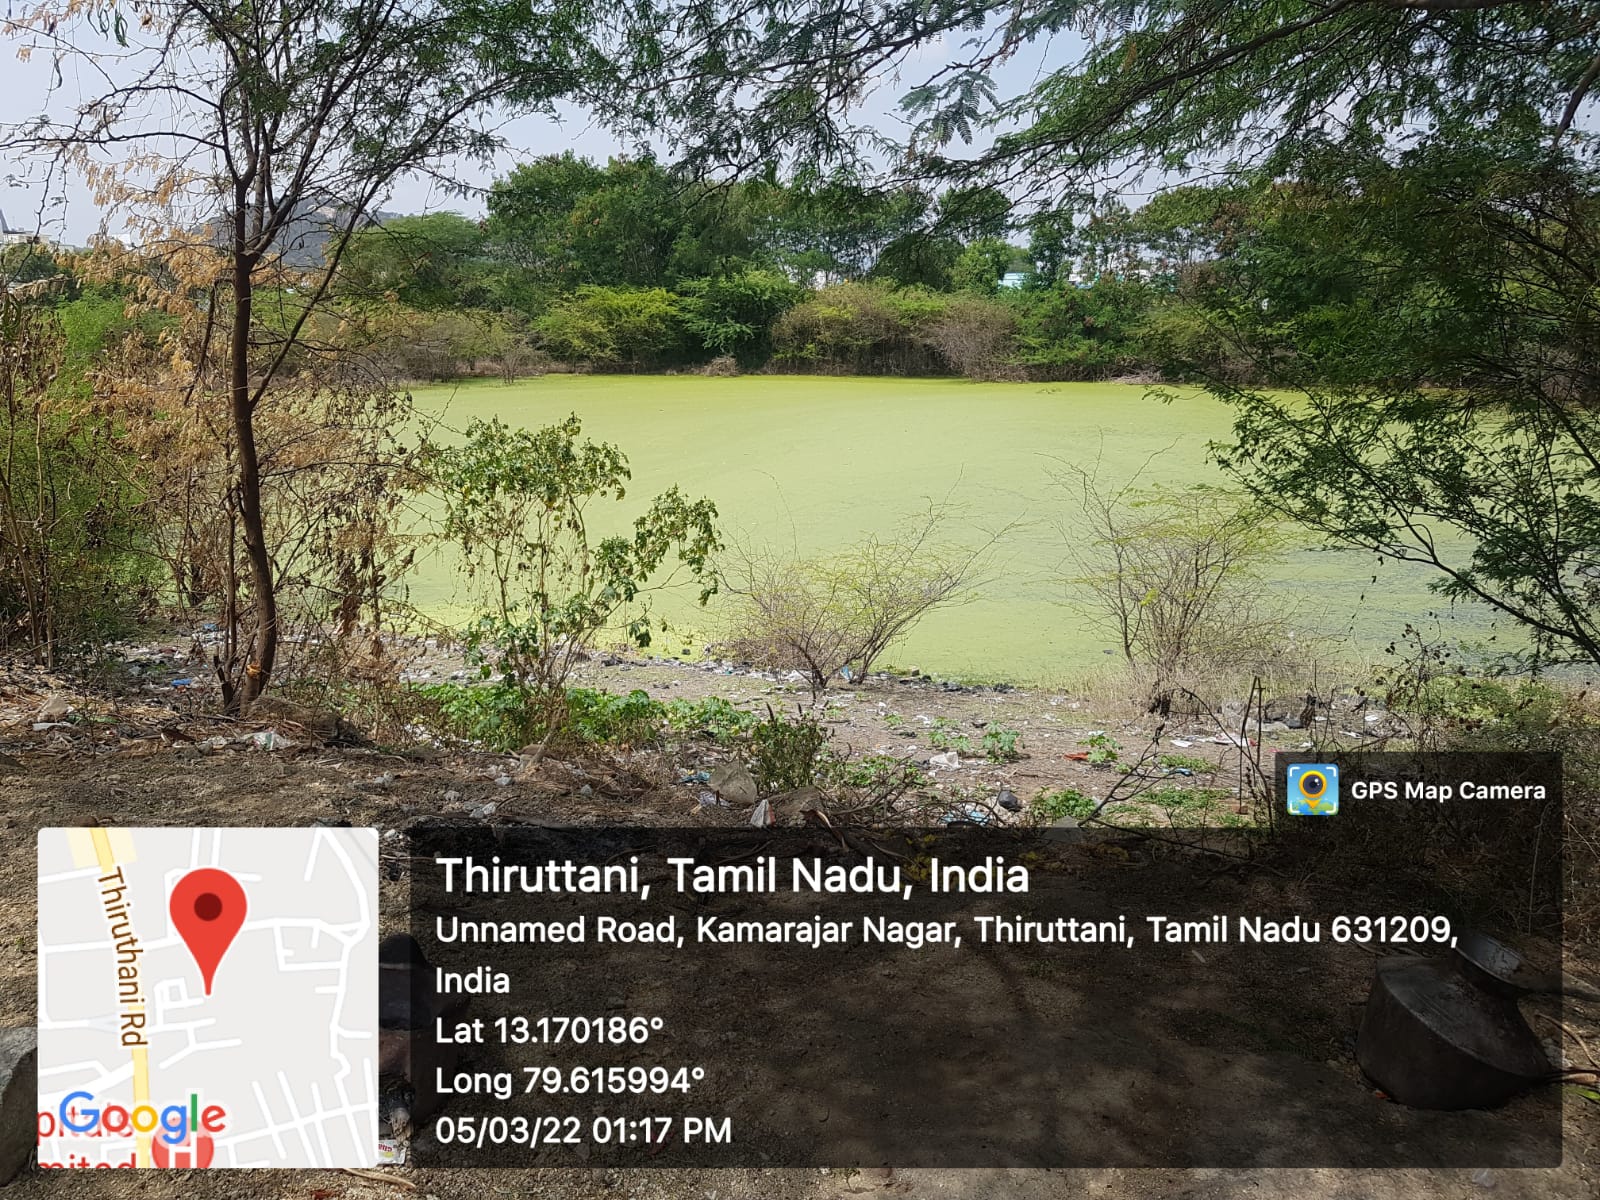 GPS Map Camera
Thiruttani, Tamil Nadu, India
Unnamed Road, Kamarajar Nagar, Thiruttani, Tamil Nadu 631209,
India
Lat 13.170186°
Long 79.615994°
05/03/22 01:17 PM
Thiruthani Rd
Google
H